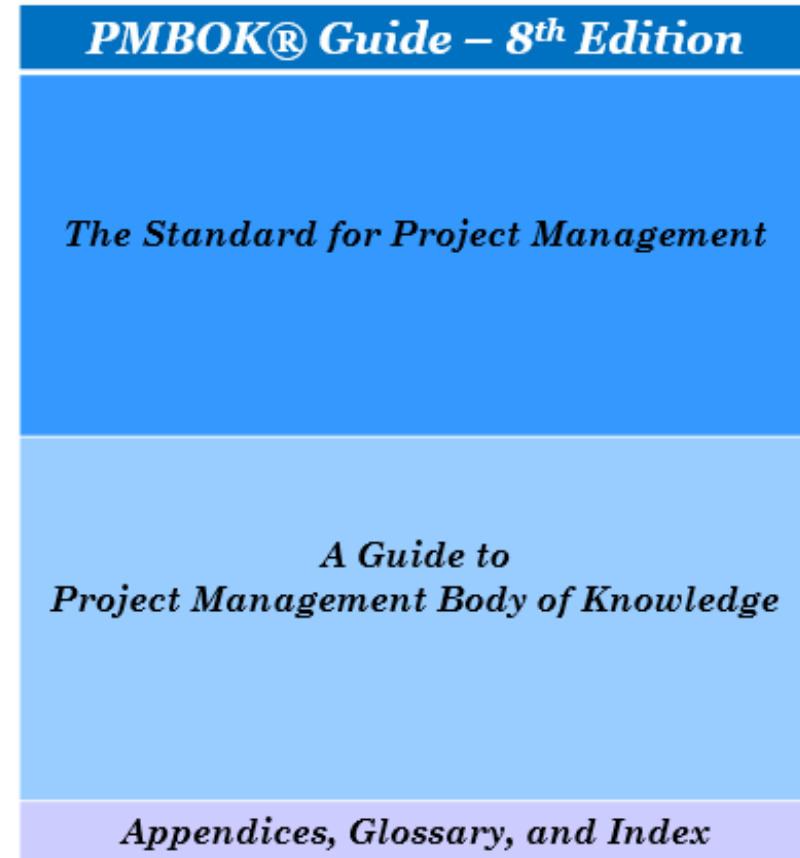 PMBOK® Guide – 8th Edition
The Standard for Project Management
A Guide to
Project Management Body of Knowledge
Appendices, Glossary, and Index